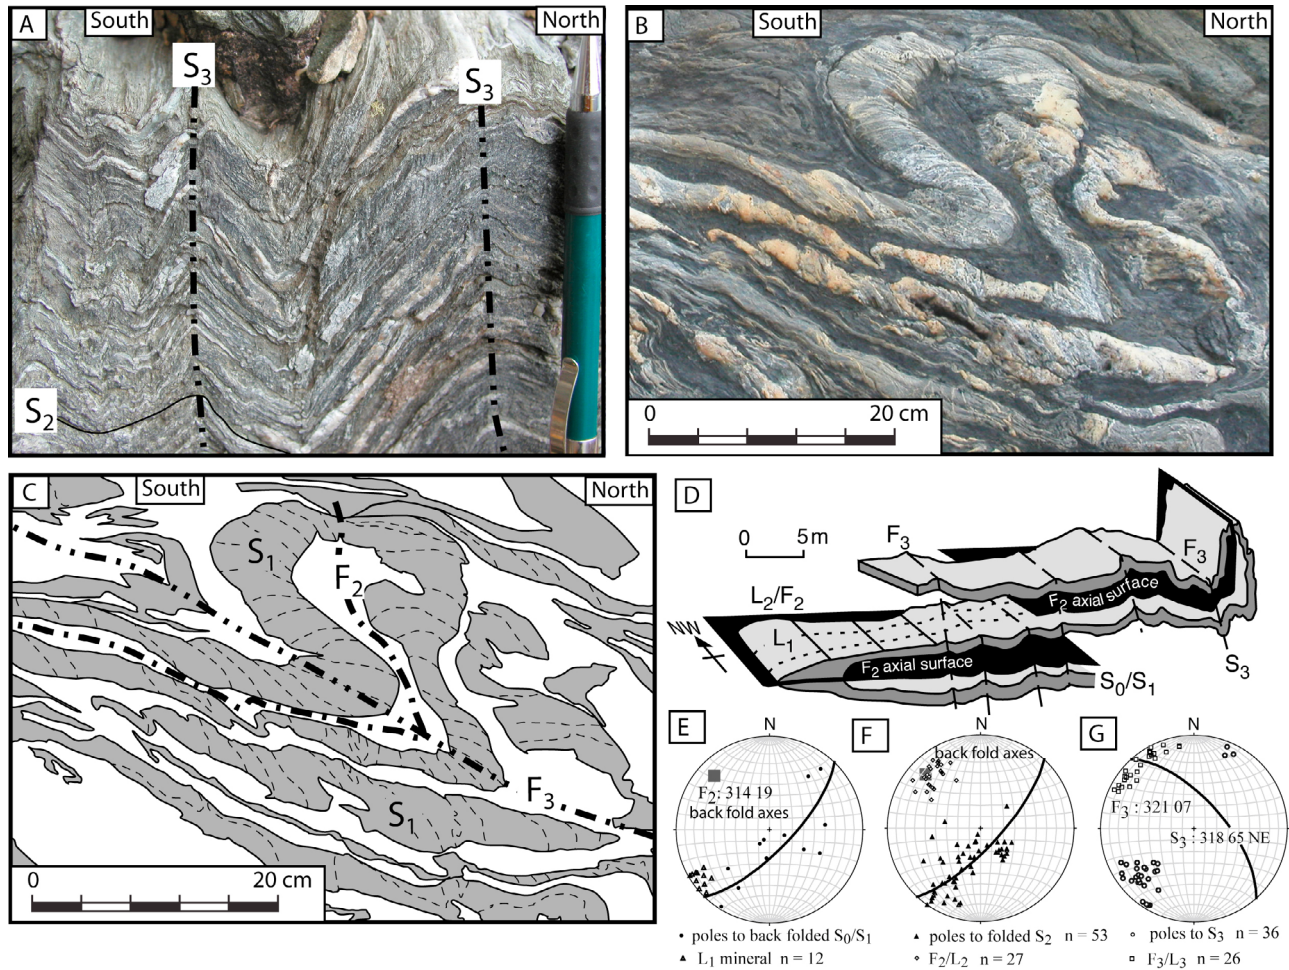 A
South
North
S3
S3
S2
B
South
North
0 20 cm
C
South
North
S1
F2
F3
S1
0 20 cm
D
0 5 m
F3
F3
L2/F2
F2 axial surface
NW
L1
F2 axial surface
S3
S0/S1
E
N
F2: 314 19
back fold axes
• poles to back folded S0/S1
▲ L1 mineral n = 12
F
N
back fold axes
▲ poles to folded S2 n = 53
◇ F2/L2 n = 27
G
N
F3 : 321 07
S3 : 318 65 NE
○ poles to S3 n = 36
□ F3/L3 n = 26